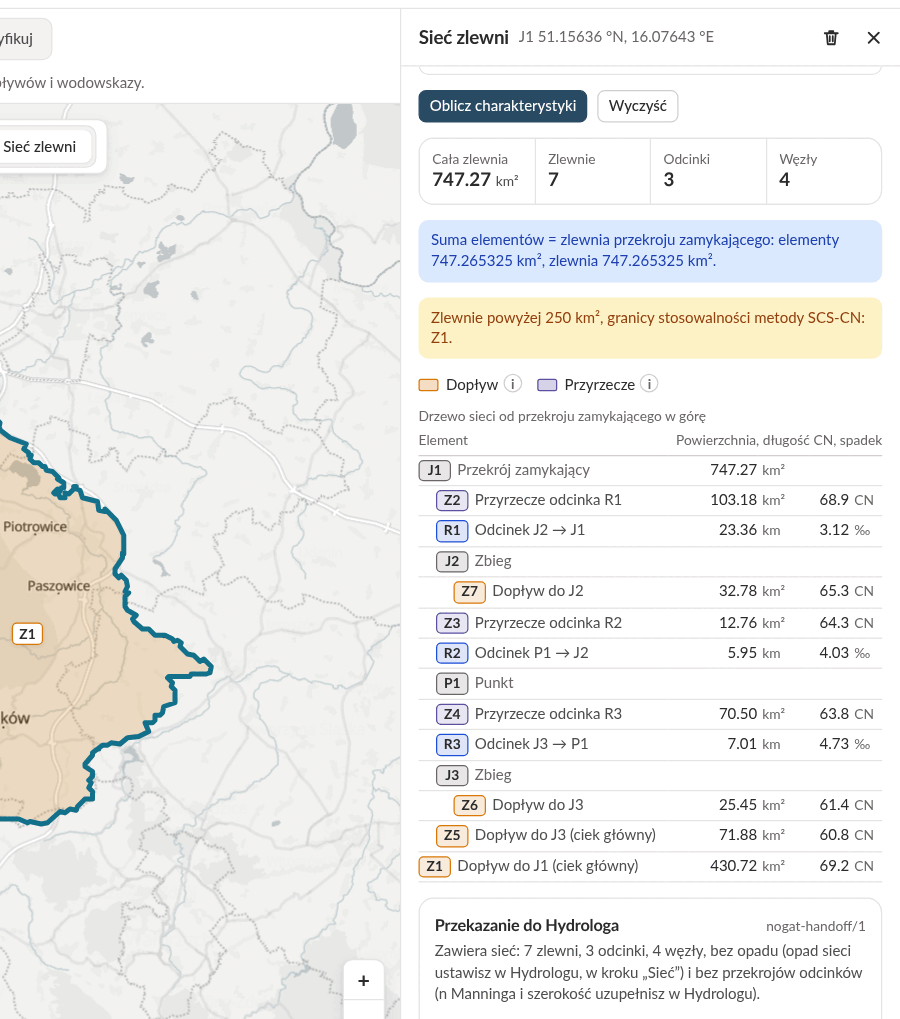 yfikuj
pływów i wodowskazy.
Sieć zlewni
Piotrowice
Paszowice
Z1
ków
+
Sieć zlewni J1 51.15636 °N, 16.07643 °E
Oblicz charakterystyki Wyczyść
Cała zlewnia Zlewnie Odcinki Węzły
747.27 km² 7 3 4
Suma elementów = zlewnia przekroju zamykającego: elementy
747.265325 km², zlewnia 747.265325 km².
Zlewnie powyżej 250 km², granicy stosowalności metody SCS-CN:
Z1.
Dopływ i Przyrzecze i
Drzewo sieci od przekroju zamykającego w górę
Element Powierzchnia, długość CN, spadek
J1 Przekrój zamykający 747.27 km²
Z2 Przyrzecze odcinka R1 103.18 km² 68.9 CN
R1 Odcinek J2 → J1 23.36 km 3.12 ‰
J2 Zbieg
Z7 Dopływ do J2 32.78 km² 65.3 CN
Z3 Przyrzecze odcinka R2 12.76 km² 64.3 CN
R2 Odcinek P1 → J2 5.95 km 4.03 ‰
P1 Punkt
Z4 Przyrzecze odcinka R3 70.50 km² 63.8 CN
R3 Odcinek J3 → P1 7.01 km 4.73 ‰
J3 Zbieg
Z6 Dopływ do J3 25.45 km² 61.4 CN
Z5 Dopływ do J3 (ciek główny) 71.88 km² 60.8 CN
Z1 Dopływ do J1 (ciek główny) 430.72 km² 69.2 CN
Przekazanie do Hydrologa nogat-handoff/1
Zawiera sieć: 7 zlewni, 3 odcinki, 4 węzły, bez opadu (opad sieci
ustawisz w Hydrologu, w kroku „Sieć”) i bez przekrojów odcinków
(n Manninga i szerokość uzupełnisz w Hydrologu).